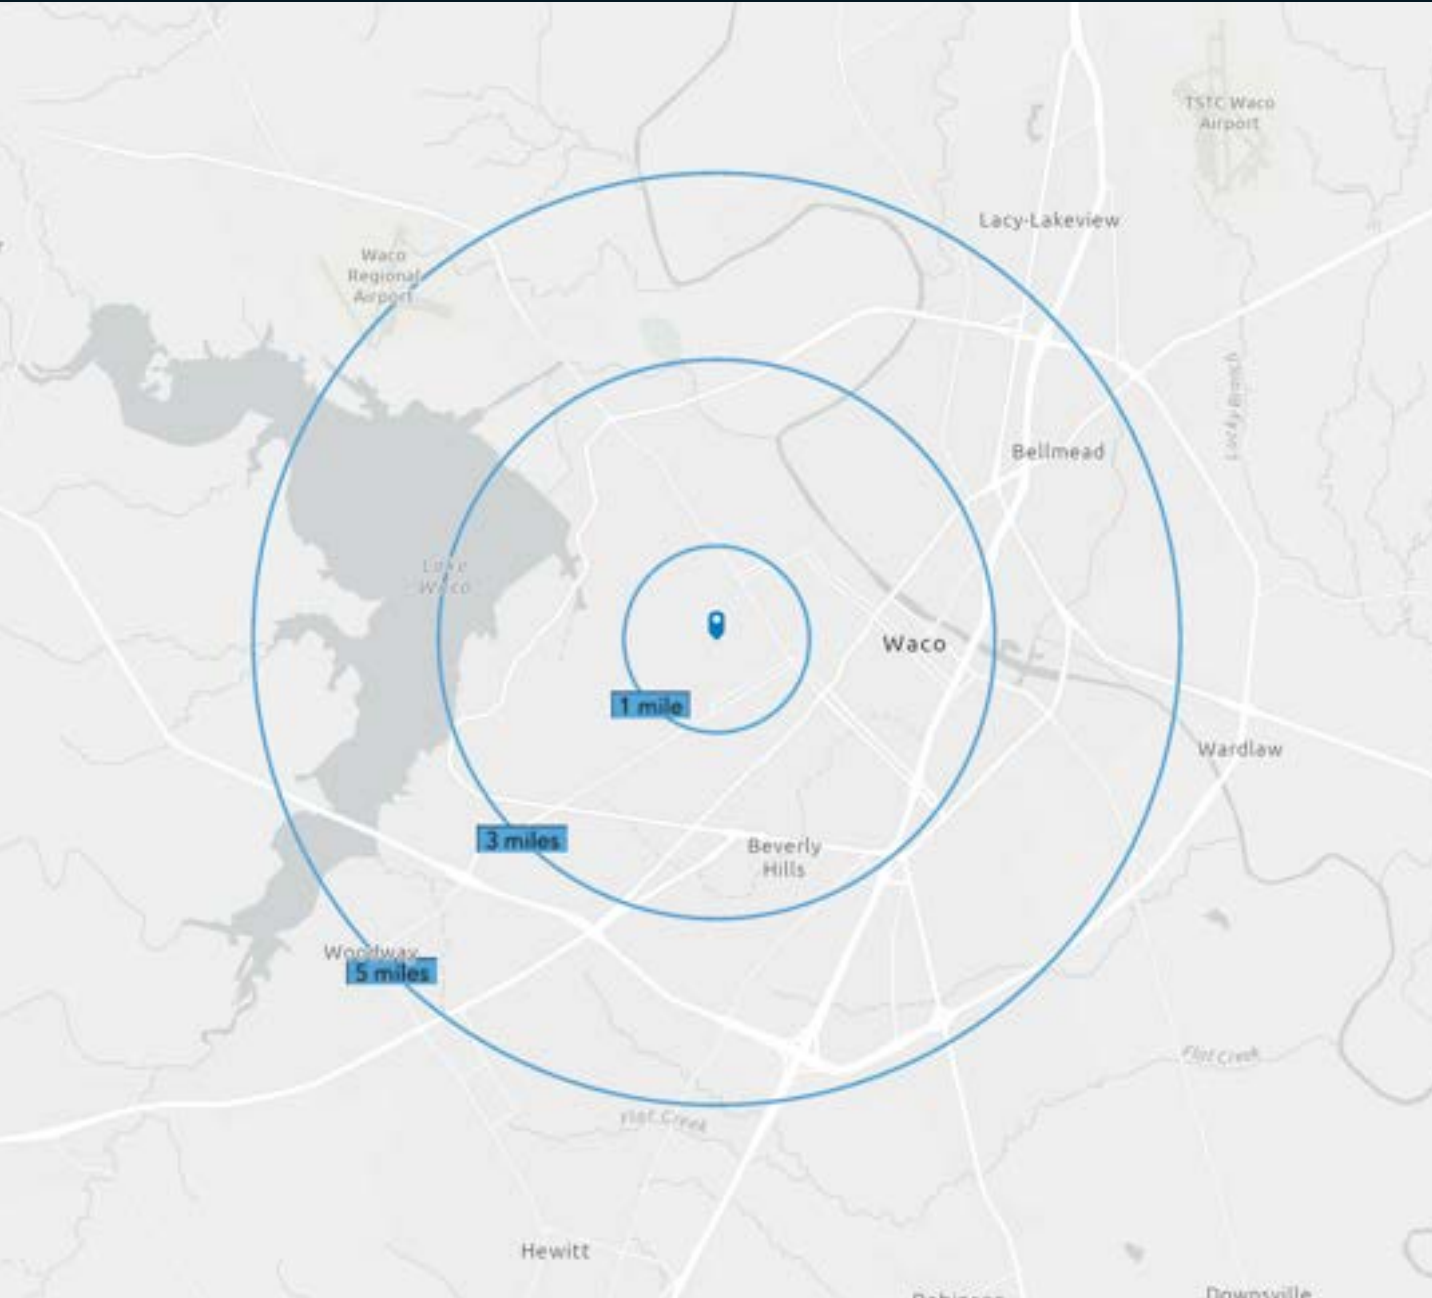 TSTC Waco
Airport
Lacy-Lakeview
Waco
Regional
Airport
Bellmead
Lake
Waco
Waco
1 mile
Wardlaw
3 miles
Beverly
Hills
Woodway
5 miles
Flat Creek
Flat Creek
Hewitt
Robinson
Downsville